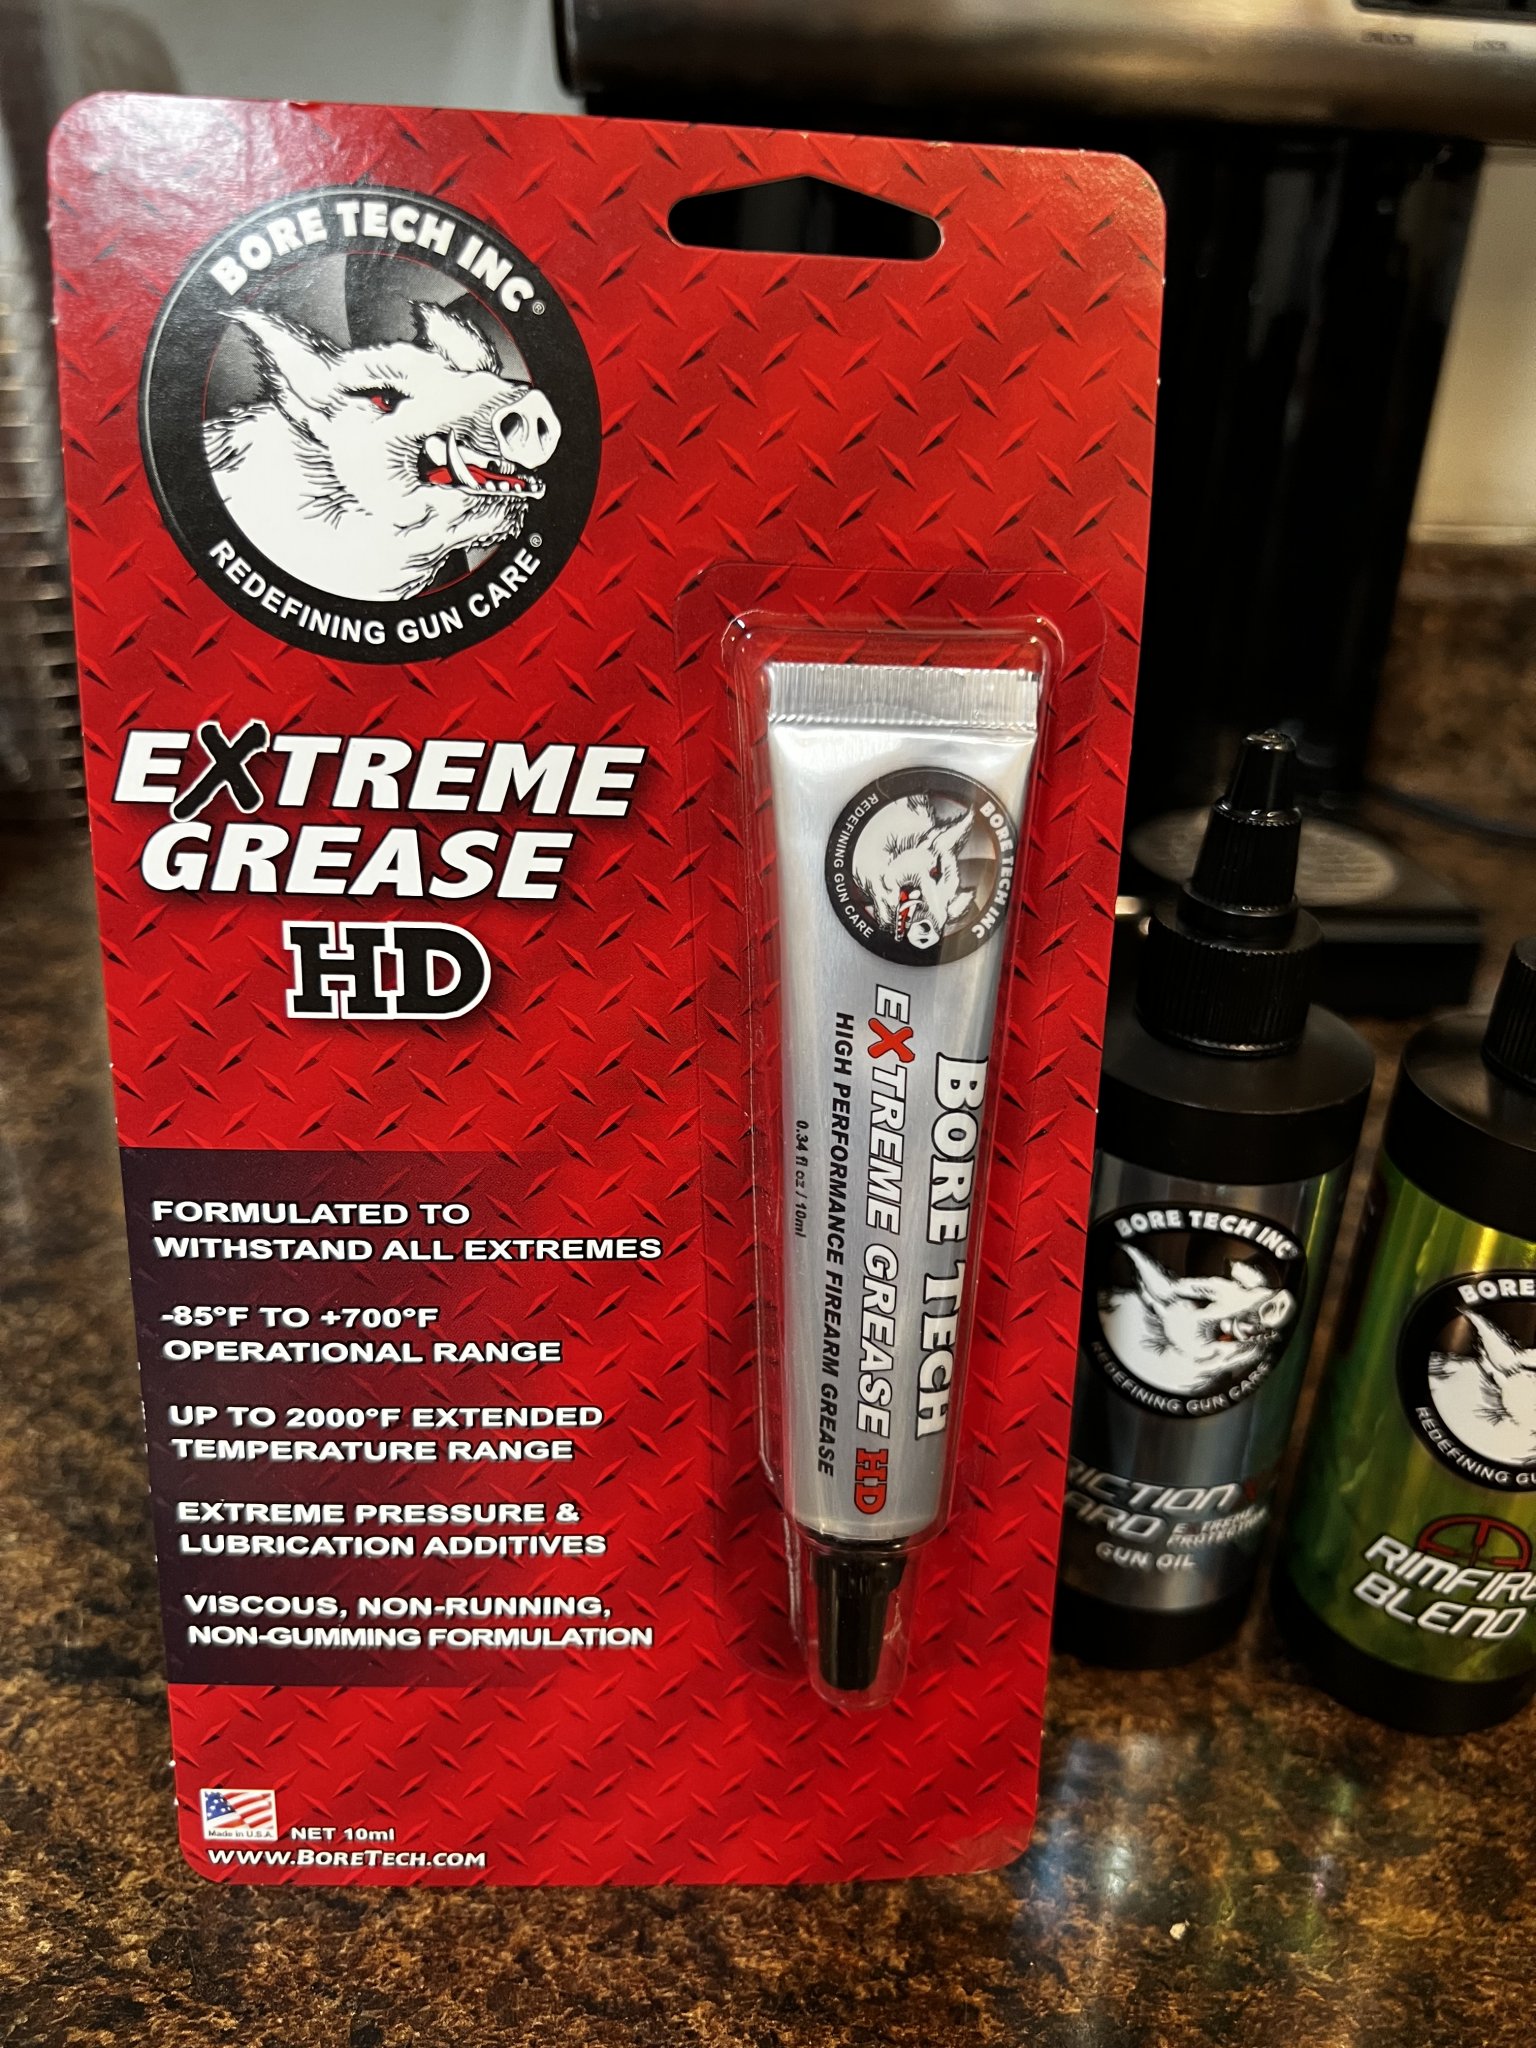 BORE TECH INC®
REDEFINING GUN CARE®
EXTREME
GREASE
HD
FORMULATED TO
WITHSTAND ALL EXTREMES
-85°F TO +700°F
OPERATIONAL RANGE
UP TO 2000°F EXTENDED
TEMPERATURE RANGE
EXTREME PRESSURE &
LUBRICATION ADDITIVES
VISCOUS, NON-RUNNING,
NON-GUMMING FORMULATION
Made in U.S.A.
NET 10ml
WWW.BORETECH.COM
BORE TECH INC
REDEFINING GUN CARE
BORE TECH
EXTREME GREASE HD
HIGH PERFORMANCE FIREARM GREASE
0.34 fl oz / 10ml
BORE TECH INC
REDEFINING GUN CARE
EXTREME
PROTECTION
GUN OIL
BORE
REDEFINING
RIMFIRE
BLEND